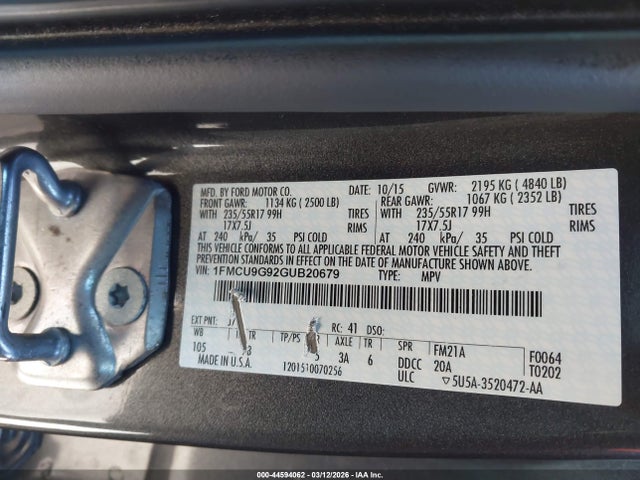 MFD. BY FORD MOTOR CO. DATE: 10/15 GVWR: 2195 KG ( 4840 LB)
FRONT GAWR: 1134 KG ( 2500 LB) REAR GAWR: 1067 KG ( 2352 LB)
WITH 235/55R17 99H TIRES WITH 235/55R17 99H TIRES
17X7.5J RIMS 17X7.5J RIMS
AT 240 kPa/ 35 PSI COLD AT 240 kPa/ 35 PSI COLD
THIS VEHICLE CONFORMS TO ALL APPLICABLE FEDERAL MOTOR VEHICLE SAFETY AND THEFT
PREVENTION STANDARDS IN EFFECT ON THE DATE OF MANUFACTURE SHOWN ABOVE.
VIN: 1FMCU9G92GUB20679 TYPE: MPV
EXT PNT: RC: 41 DSO:
WB TR TP/PS AXLE TR SPR FM21A F0064
105 3A 6 DDCC 20A T0202
MADE IN U.S.A. 1201510070256 ULC 5U5A-3520472-AA
000-44594062 - 03/12/2026 - IAAI.COM